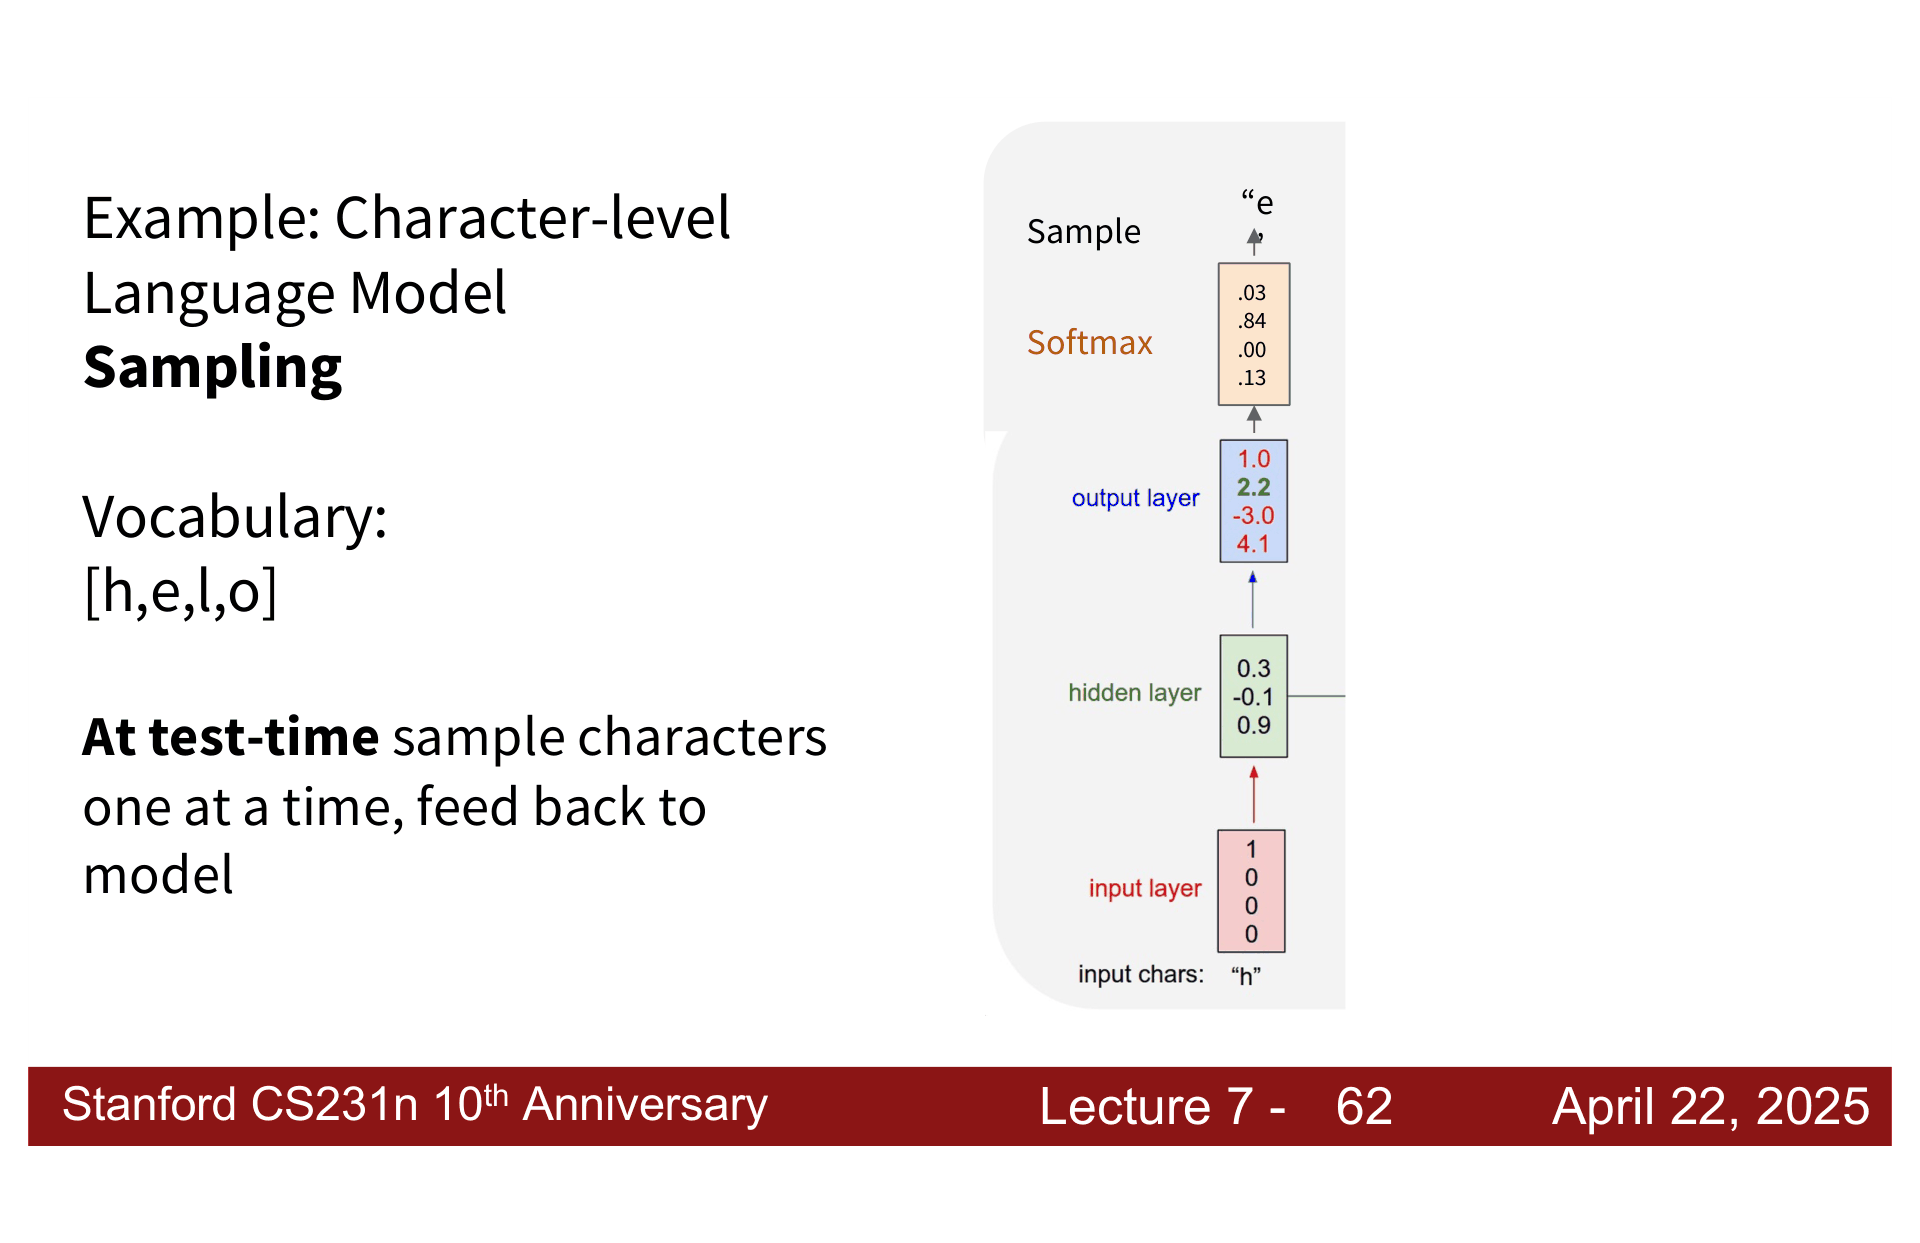 Example: Character-level
Language Model
Sampling
Vocabulary:
[h,e,l,o]
At test-time sample characters
one at a time, feed back to
model
“e
”
Sample
.03
.84
.00
.13
Softmax
1.0
2.2
-3.0
4.1
output layer
0.3
-0.1
0.9
hidden layer
1
0
0
0
input layer
input chars: “h”
Stanford CS231n 10th Anniversary
Lecture 7 - 62
April 22, 2025